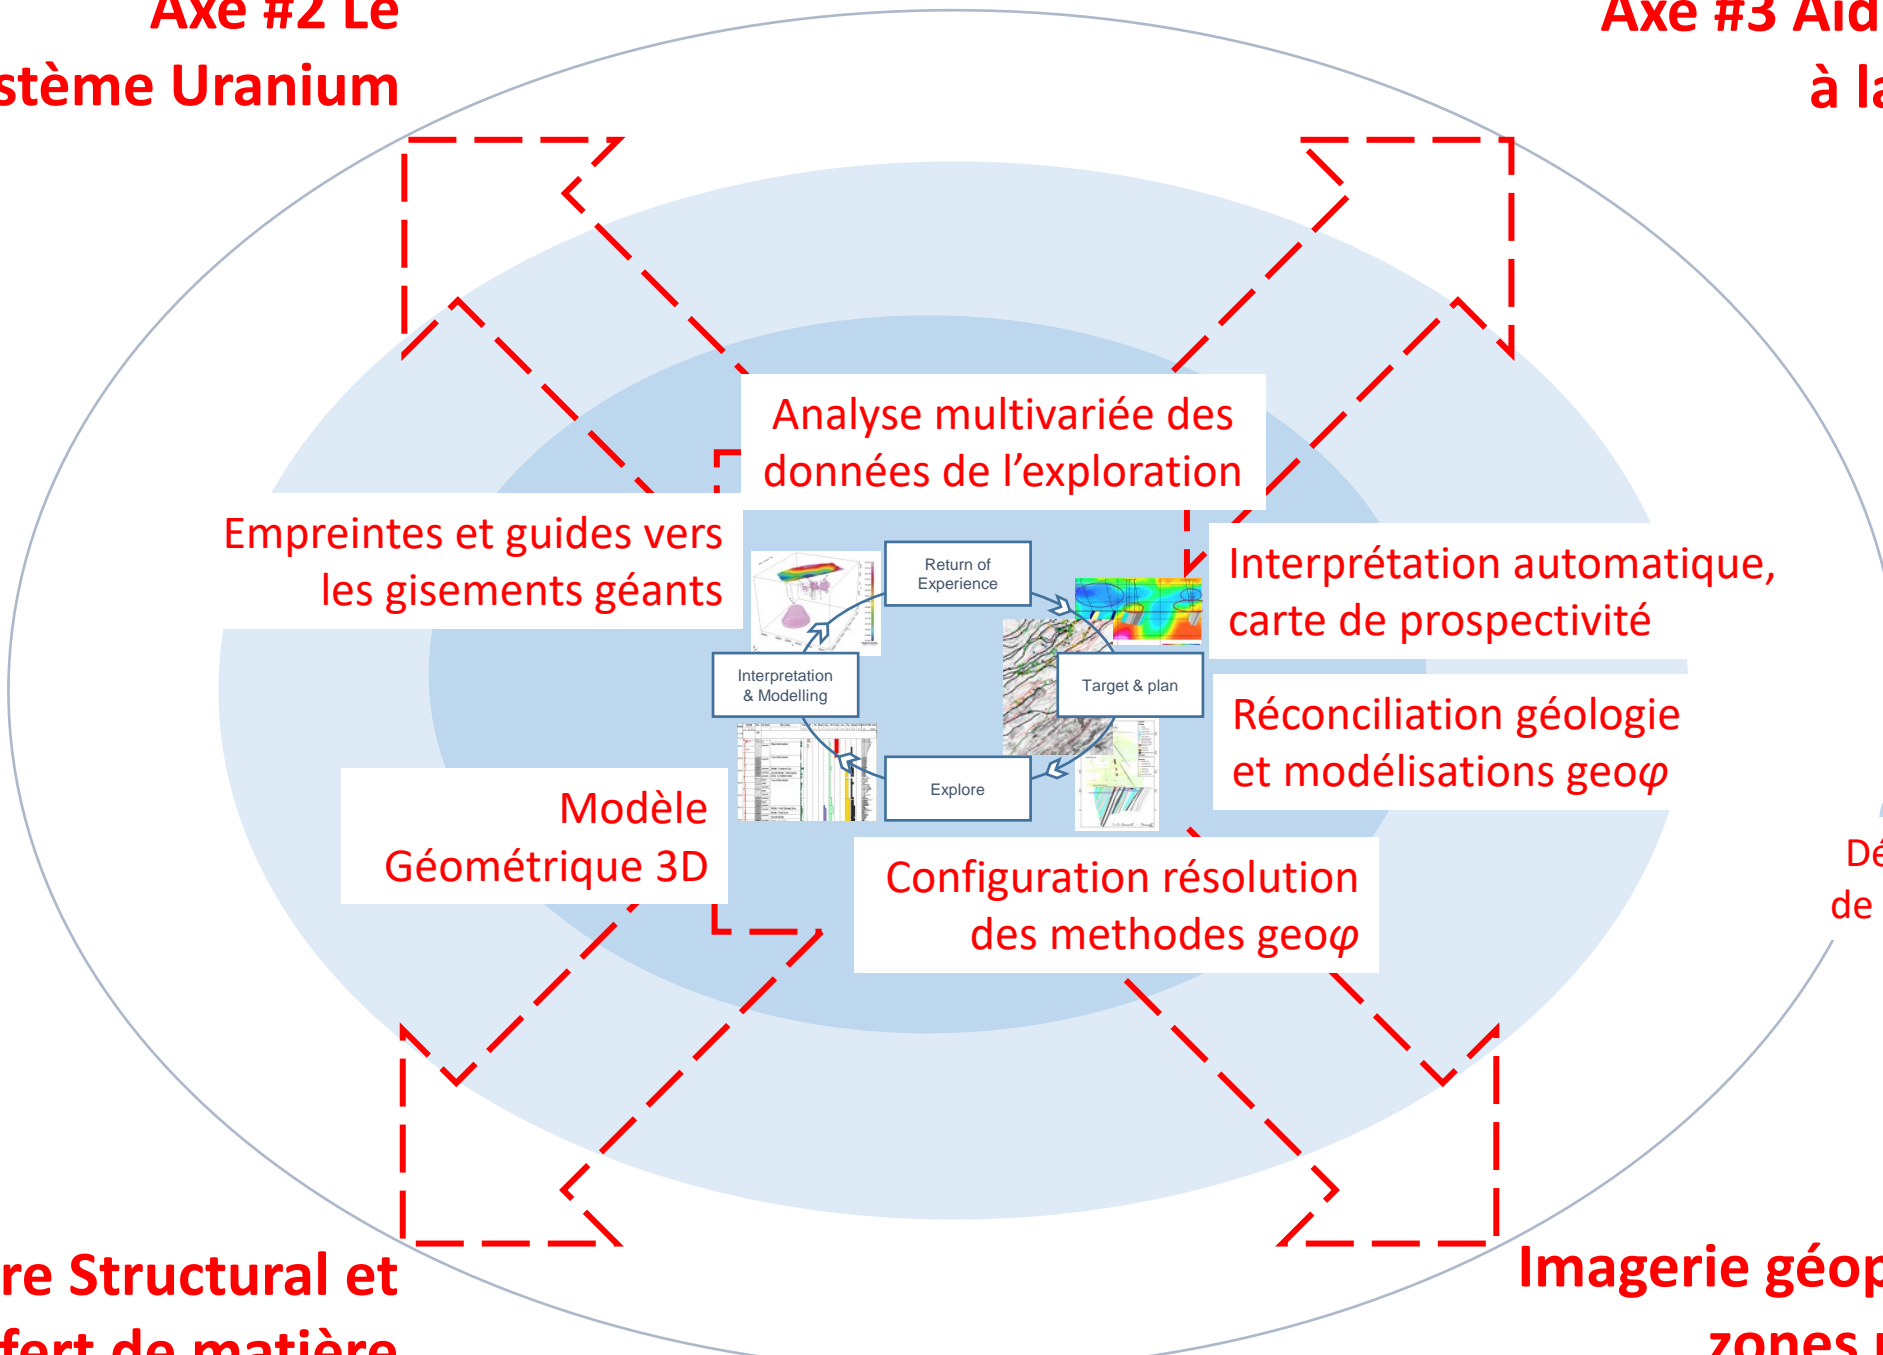 Axe #2 Le
stème Uranium
Axe #3 Aid
à la
Analyse multivariée des
données de l’exploration
Empreintes et guides vers
les gisements géants
Return of
Experience
Interprétation automatique,
carte de prospectivité
Interpretation
& Modelling
Target & plan
Réconciliation géologie
et modélisations geoφ
Explore
Modèle
Géométrique 3D
Configuration résolution
des methodes geoφ
Dé
de
re Structural et
fert de matière
Imagerie géop
zones